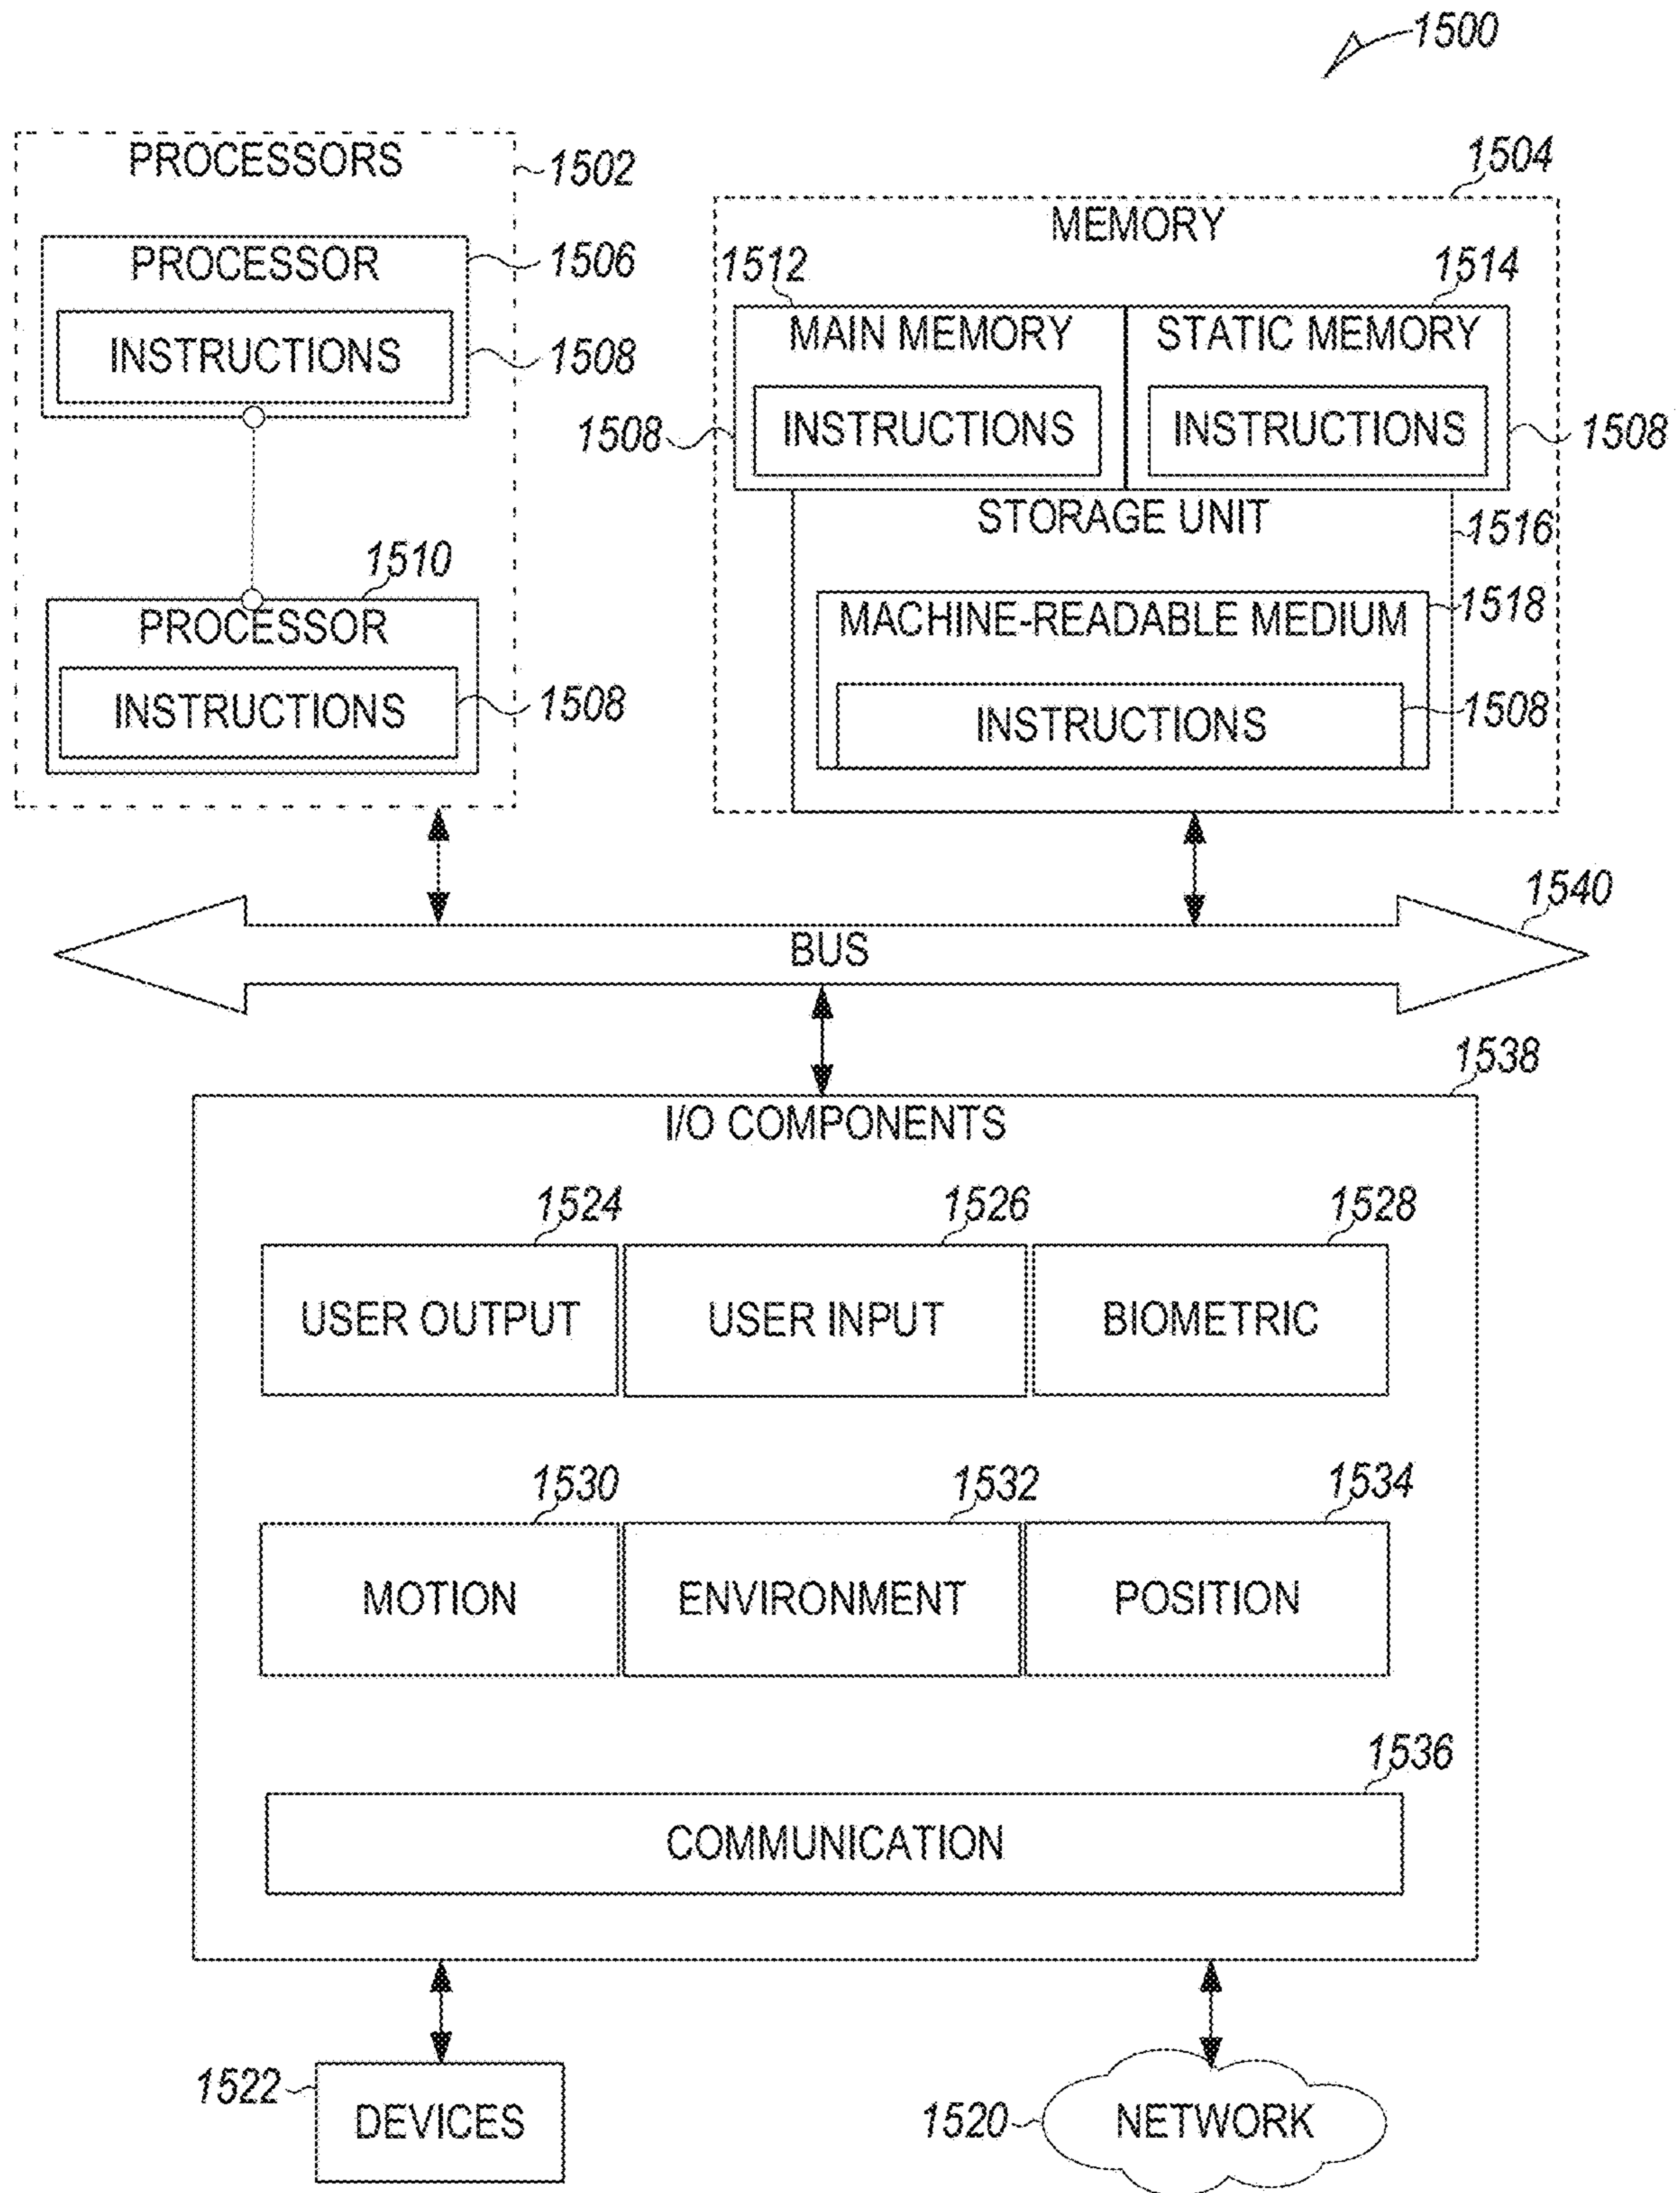 1500
PROCESSORS
1502
1504
MEMORY
PROCESSOR
1506
1512
1514
INSTRUCTIONS
1508
MAIN MEMORY
STATIC MEMORY
1508
INSTRUCTIONS
INSTRUCTIONS
1508
STORAGE UNIT
1516
1510
PROCESSOR
MACHINE-READABLE MEDIUM
1518
INSTRUCTIONS
1508
INSTRUCTIONS
1508
1540
BUS
1538
I/O COMPONENTS
1524
1526
1528
USER OUTPUT
USER INPUT
BIOMETRIC
1530
1532
1534
MOTION
ENVIRONMENT
POSITION
1536
COMMUNICATION
1522
DEVICES
1520
NETWORK